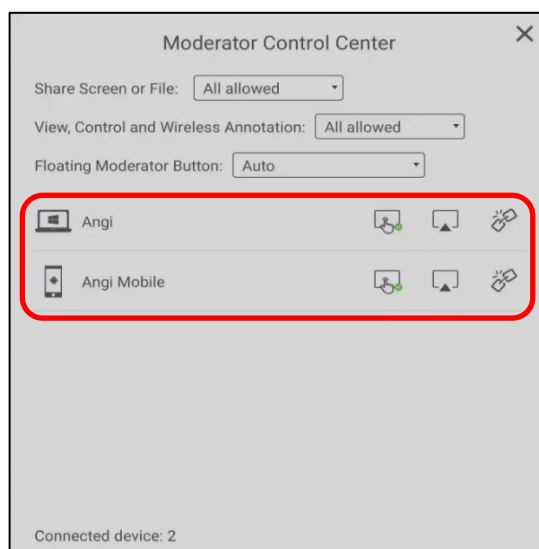 Moderator Control Center
Share Screen or File: All allowed
View, Control and Wireless Annotation: All allowed
Floating Moderator Button: Auto
Angi
Angi Mobile
Connected device: 2